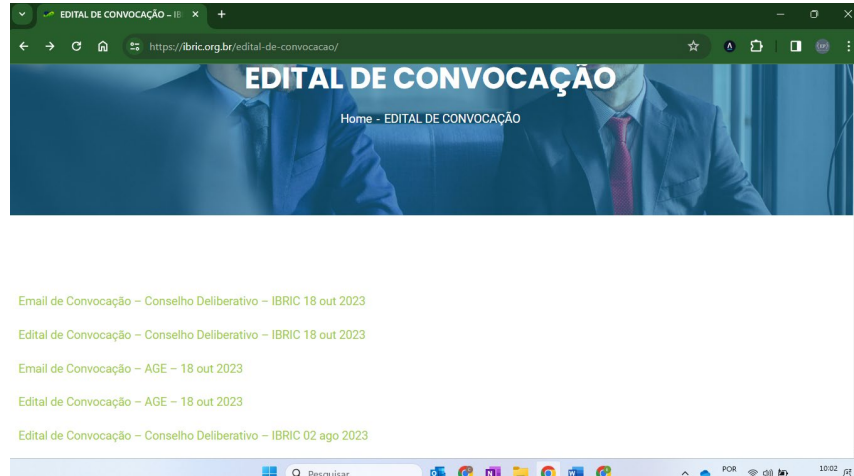 EDITAL DE CONVOCAÇÃO – IB
https://ibric.org.br/edital-de-convocacao/
EDITAL DE CONVOCAÇÃO
Home - EDITAL DE CONVOCAÇÃO
Email de Convocação – Conselho Deliberativo – IBRIC 18 out 2023
Edital de Convocação – Conselho Deliberativo – IBRIC 18 out 2023
Email de Convocação – AGE – 18 out 2023
Edital de Convocação – AGE – 18 out 2023
Edital de Convocação – Conselho Deliberativo – IBRIC 02 ago 2023
Pesquisar POR 10:02